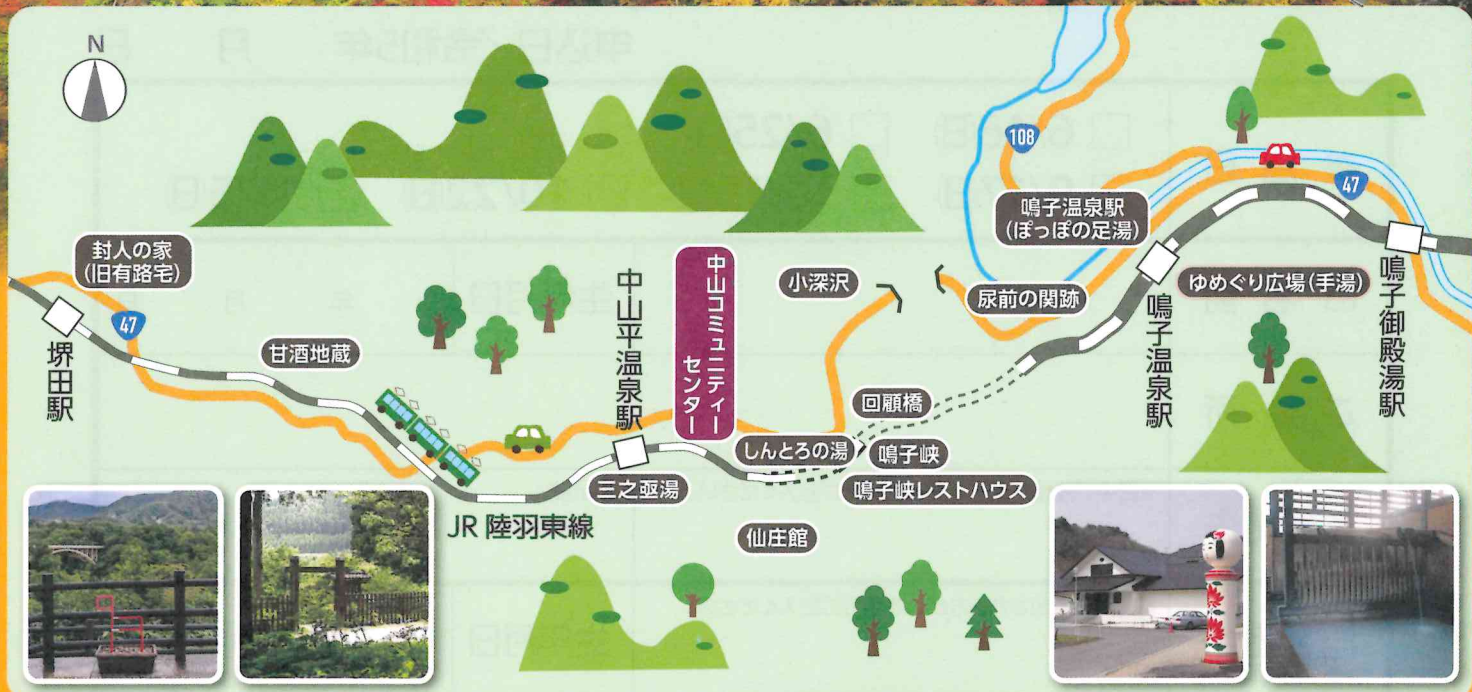 N
108
47
鳴子温泉駅
(ぽっぽの足湯)
封人の家
(旧有路宅)
47
堺田駅
甘酒地蔵
中山平温泉駅
中山コミュニティー
センター
小深沢
尿前の関跡
鳴子温泉駅
ゆめぐり広場(手湯)
鳴子御殿湯駅
回顧橋
しんとろの湯
鳴子峡
三之亟湯
鳴子峡レストハウス
JR 陸羽東線
仙庄館